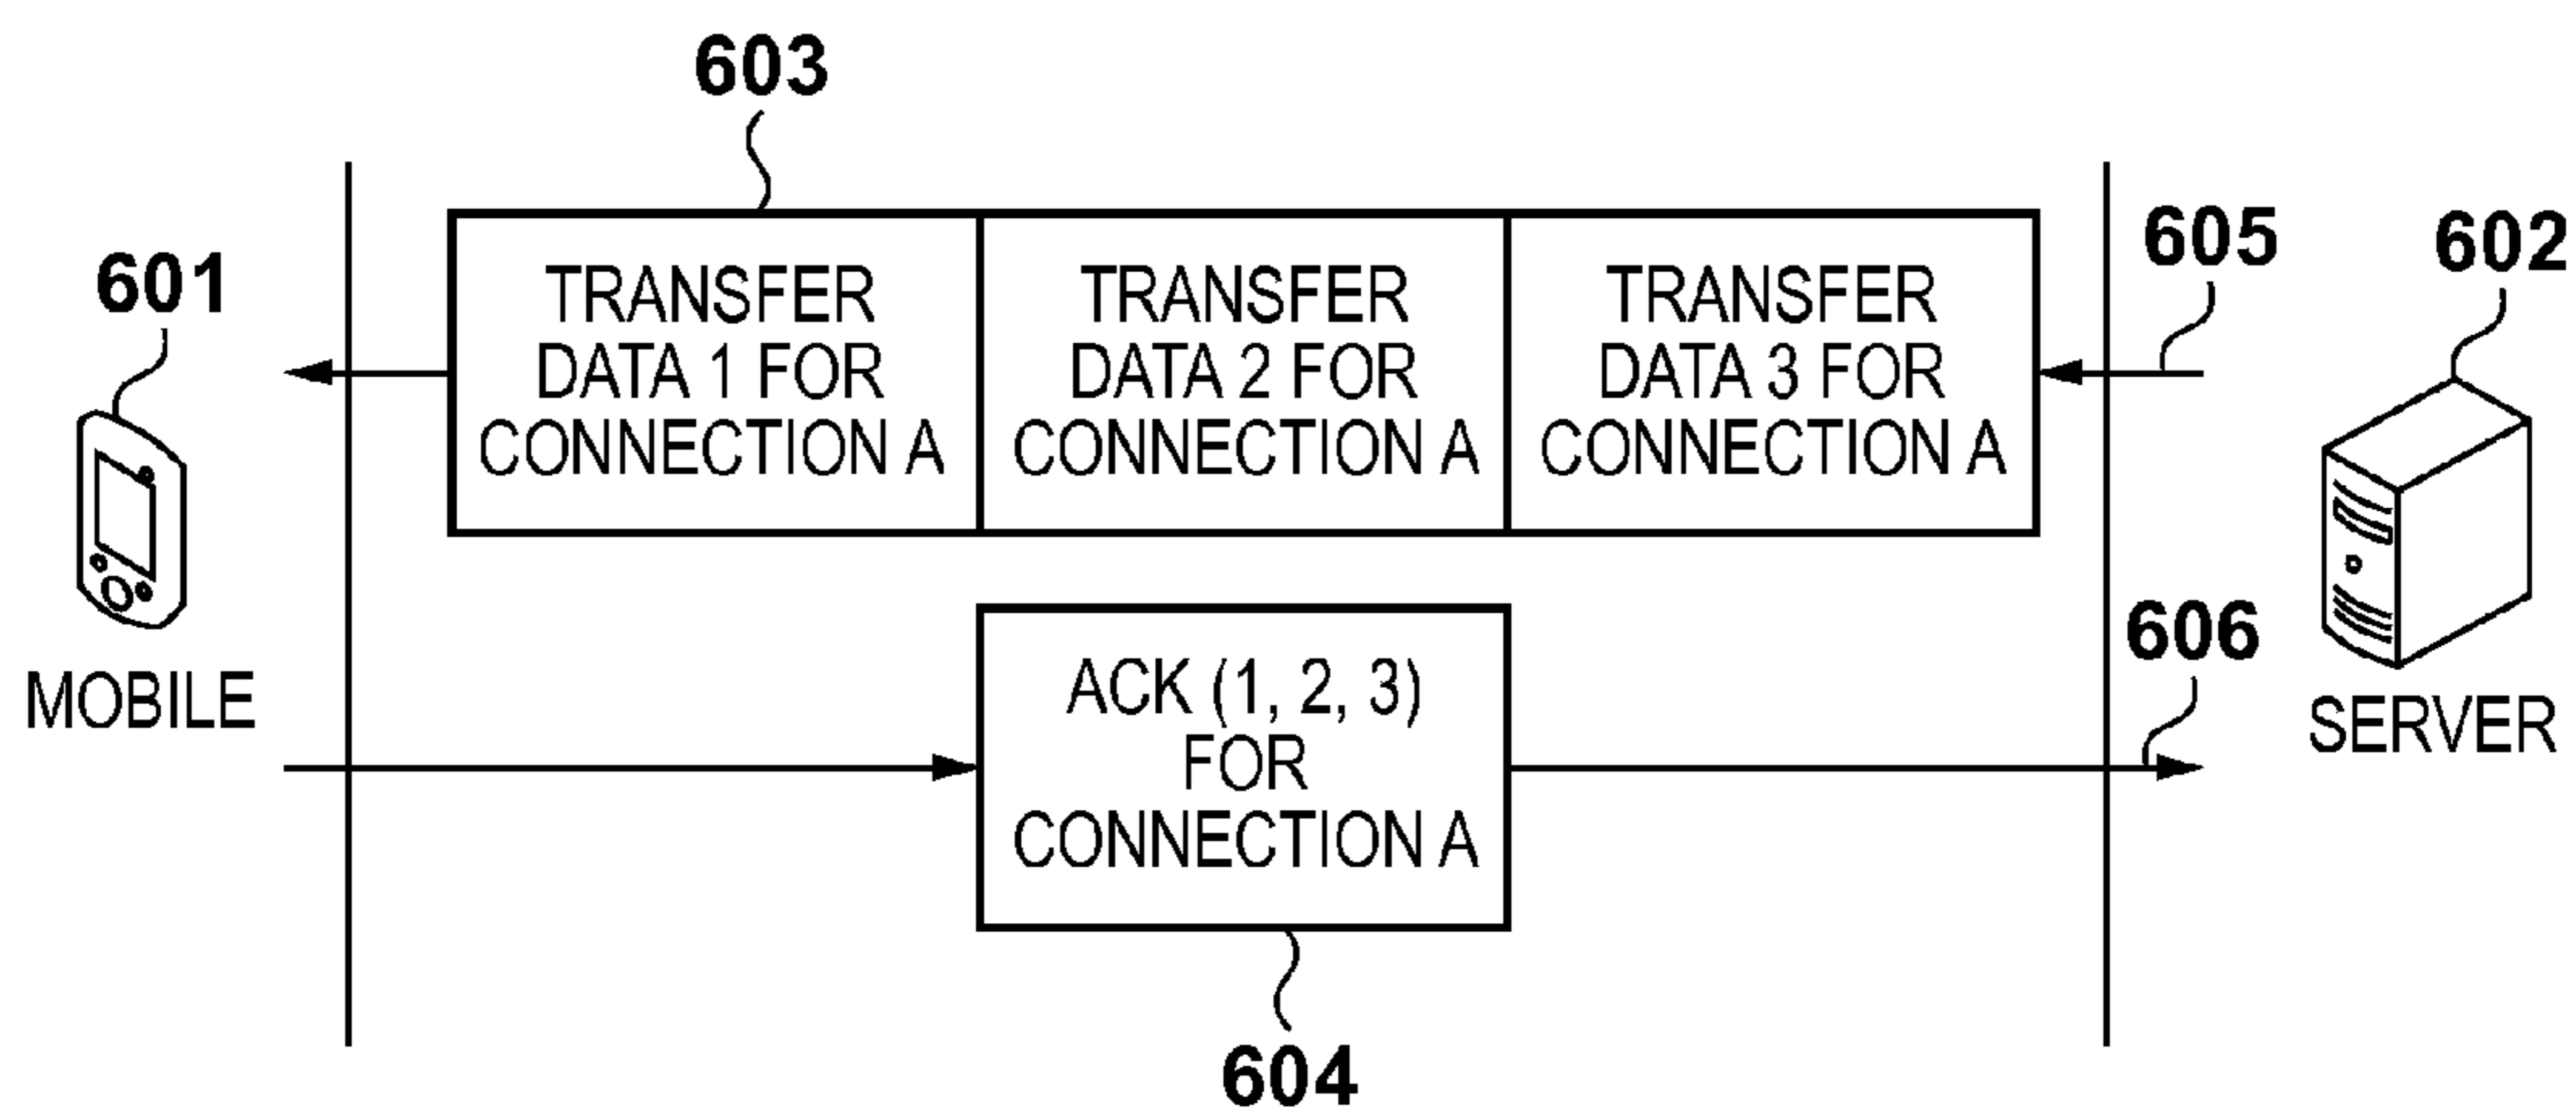 603
601
605
602
TRANSFER
DATA 1 FOR
CONNECTION A
TRANSFER
DATA 2 FOR
CONNECTION A
TRANSFER
DATA 3 FOR
CONNECTION A
MOBILE
ACK (1, 2, 3)
FOR
CONNECTION A
606
SERVER
604